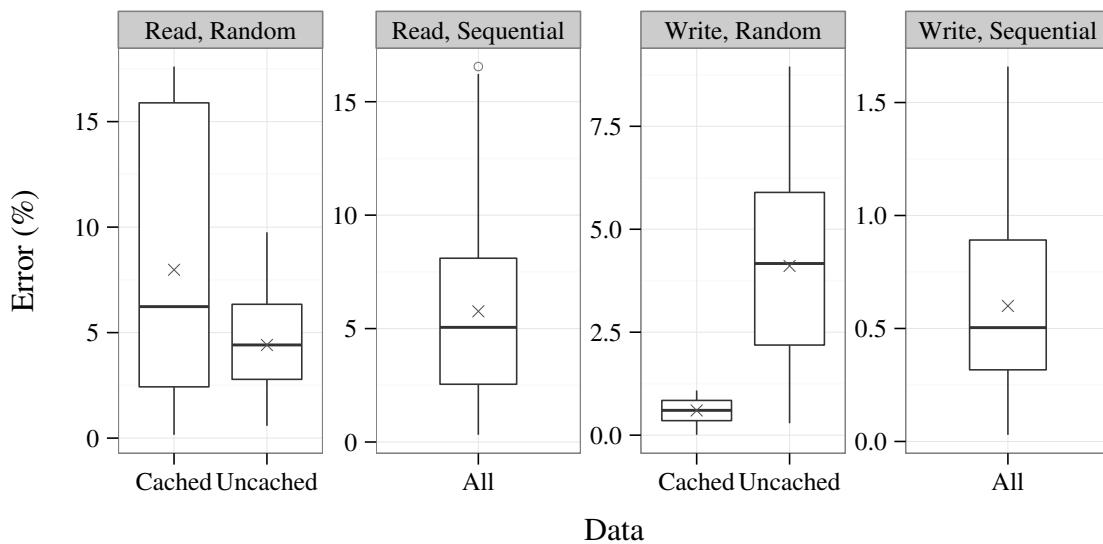 Read, Random
Read, Sequential
Write, Random
Write, Sequential
Error (%)
15
10
5
0
15
10
5
0
7.5
5.0
2.5
0.0
1.5
1.0
0.5
0.0
Cached Uncached
All
Cached Uncached
All
Data